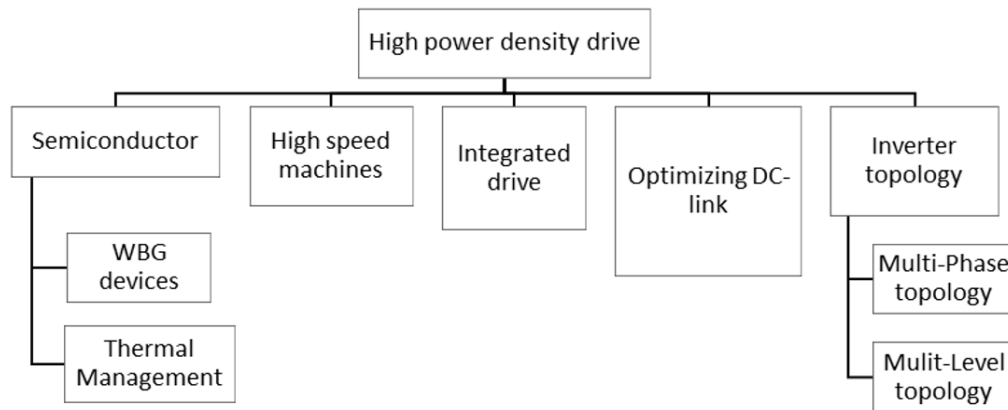 High power density drive
Semiconductor
High speed
machines
Integrated
drive
Optimizing DC-
link
Inverter
topology
WBG
devices
Thermal
Management
Multi-Phase
topology
Mulit-Level
topology